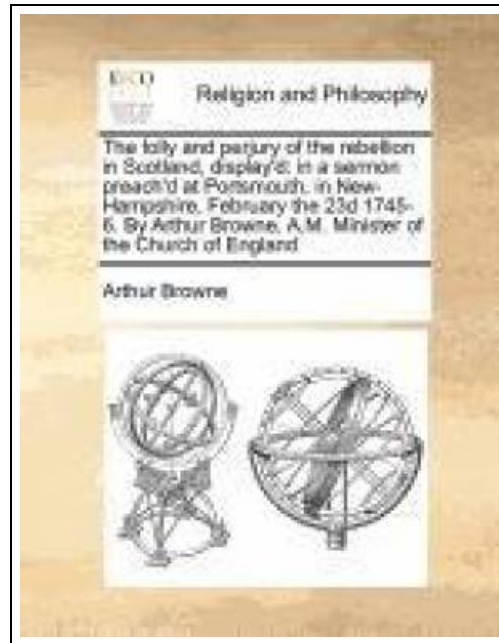 ECCO
Religion and Philosophy
The folly and perjury of the rebellion
in Scotland, display'd: in a sermon
preach'd at Portsmouth, in New-
Hampshire, February the 23d 1745-
6. By Arthur Browne, A.M. Minister of
the Church of England
Arthur Browne